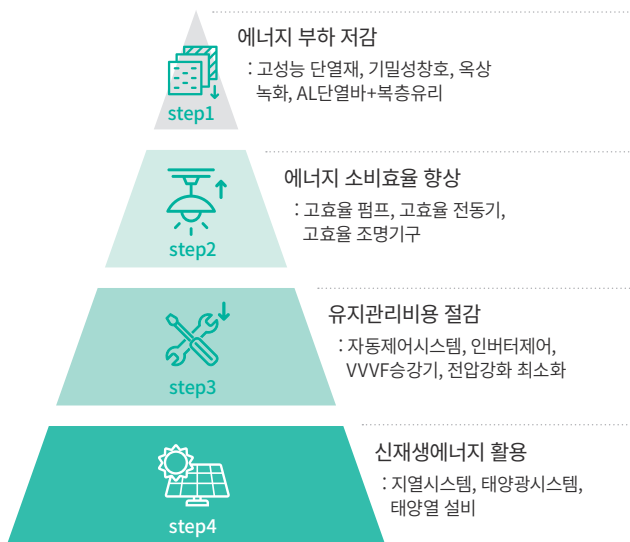 에너지 부하 저감
: 고성능 단열재, 기밀성창호, 옥상
녹화, AL단열바+복층유리
step1
에너지 소비효율 향상
: 고효율 펌프, 고효율 전동기,
고효율 조명기구
step2
유지관리비용 절감
: 자동제어시스템, 인버터제어,
VVVF승강기, 전압강화 최소화
step3
신재생에너지 활용
: 지열시스템, 태양광시스템,
태양열 설비
step4